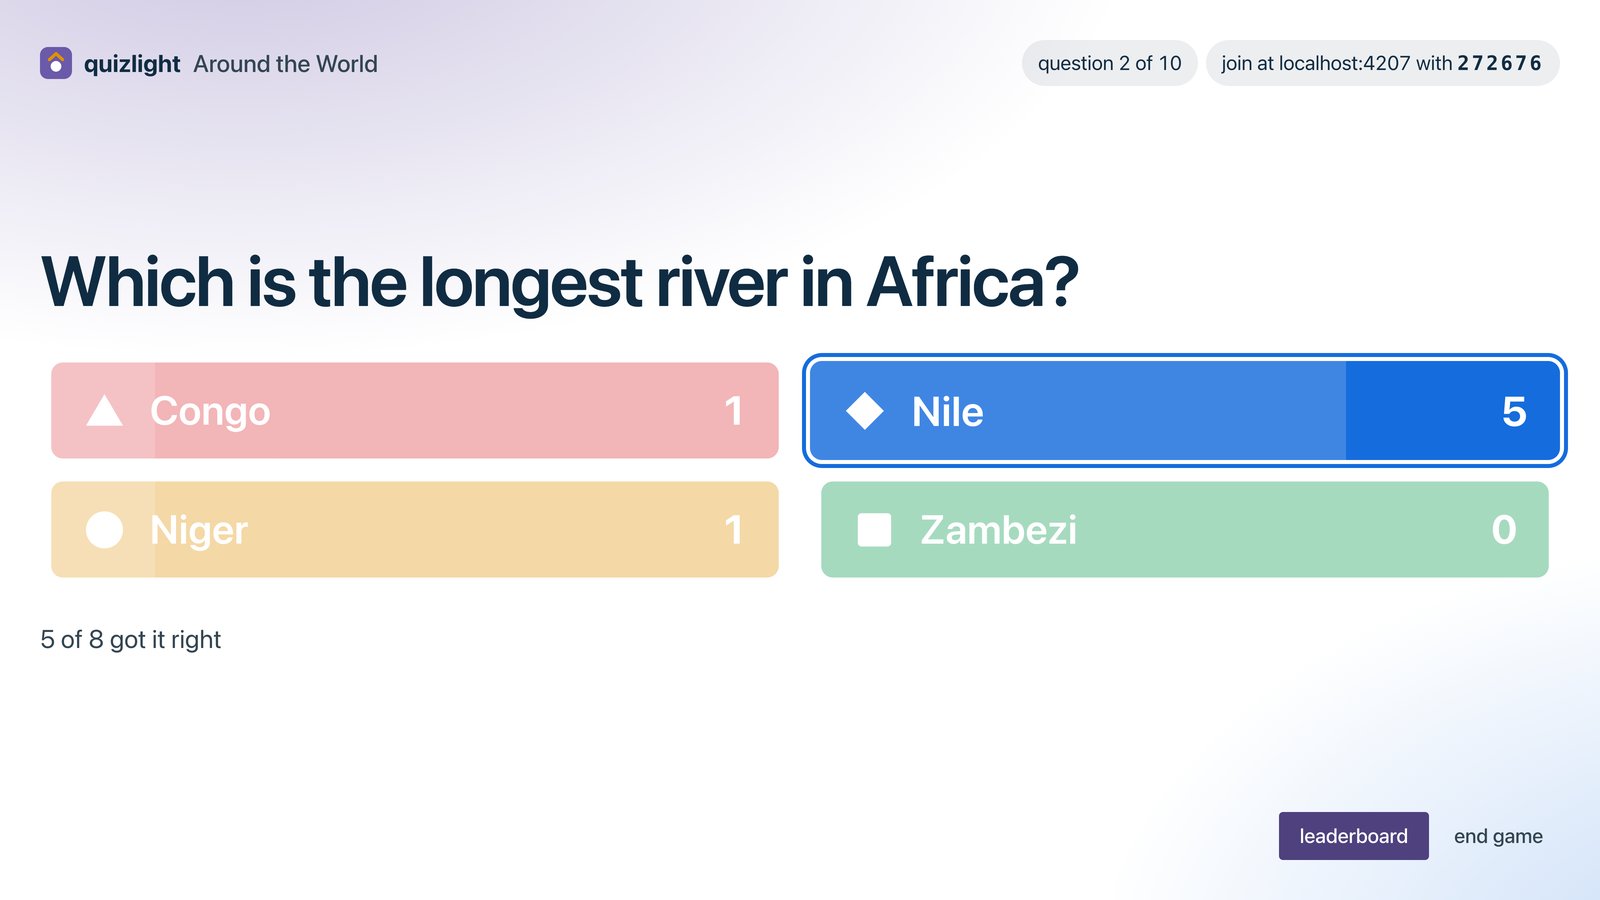 quizlight Around the World
question 2 of 10
join at localhost:4207 with 272676
Which is the longest river in Africa?
Congo 1
Nile 5
Niger 1
Zambezi 0
5 of 8 got it right
leaderboard
end game